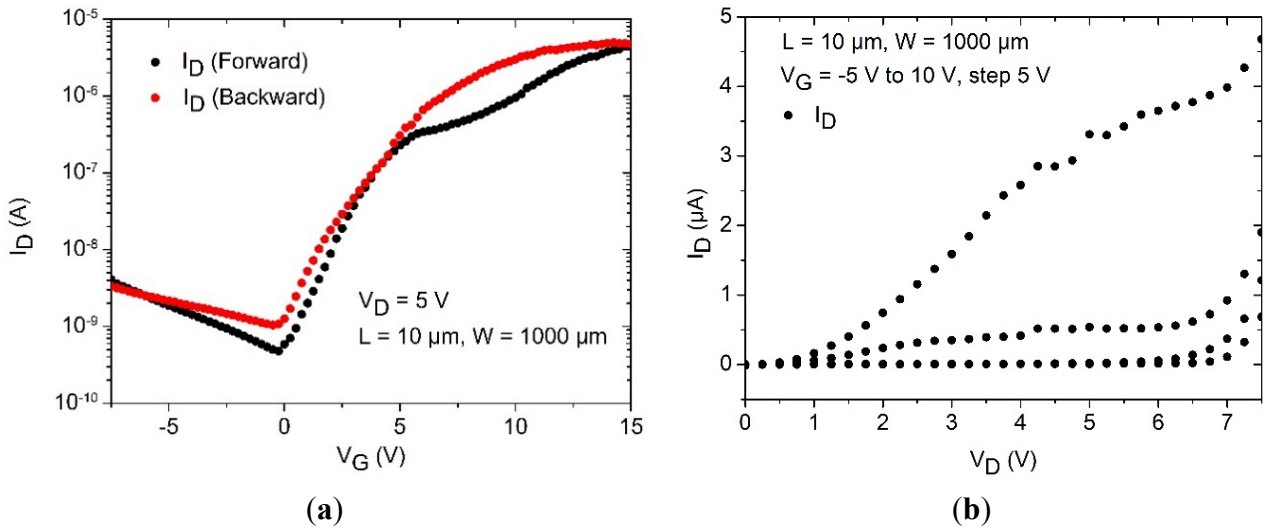 10⁻⁵
10⁻⁶
10⁻⁷
10⁻⁸
10⁻⁹
10⁻¹⁰
I_D (A)
I_D (Forward)
I_D (Backward)
V_D = 5 V
L = 10 µm, W = 1000 µm
-5 0 5 10 15
V_G (V)
(a)
5
4
3
2
1
0
I_D (µA)
L = 10 µm, W = 1000 µm
V_G = -5 V to 10 V, step 5 V
I_D
0 1 2 3 4 5 6 7
V_D (V)
(b)